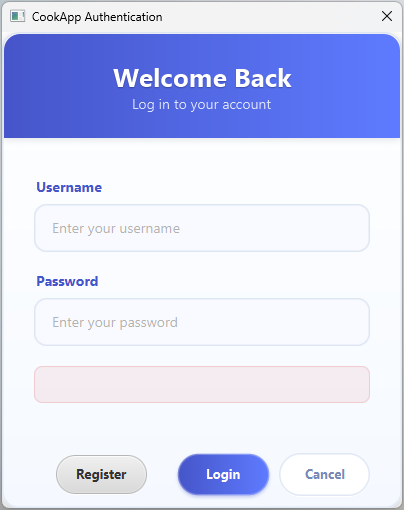 CookApp Authentication
Welcome Back
Log in to your account
Username
Enter your username
Password
Enter your password
Register Login Cancel